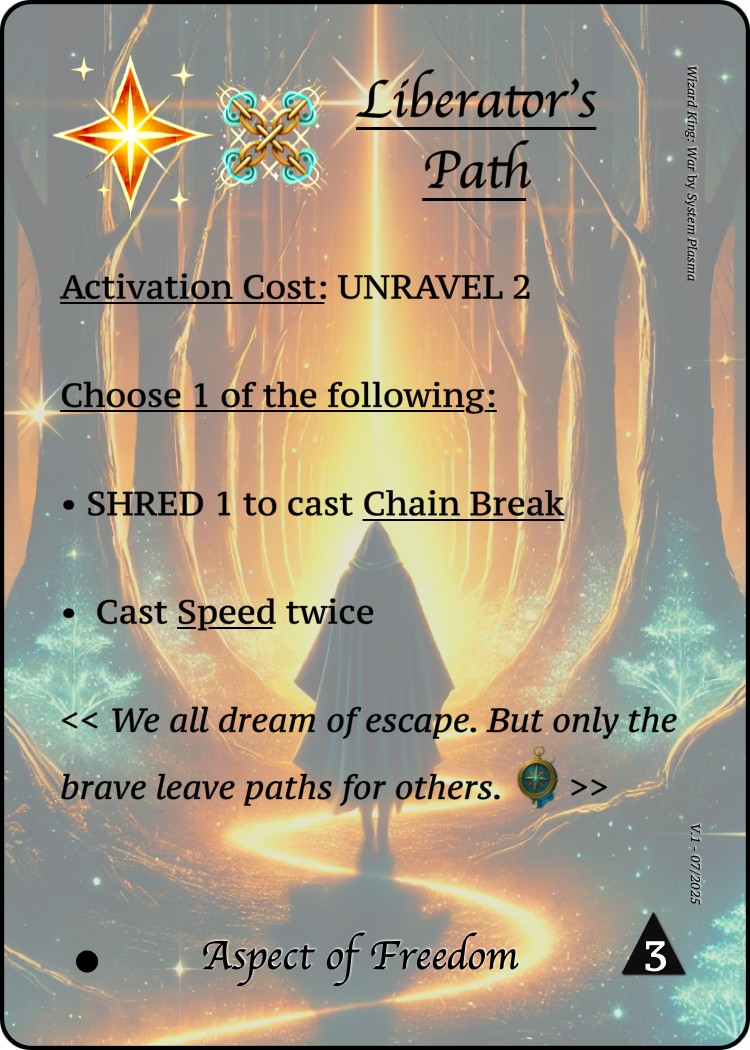 Liberator's
Path
Wizard King: War by System Plasma
Activation Cost: UNRAVEL 2
Choose 1 of the following:
• SHRED 1 to cast Chain Break
• Cast Speed twice
<< We all dream of escape. But only the
brave leave paths for others. >>
V.1 - 07/2025
Aspect of Freedom
3